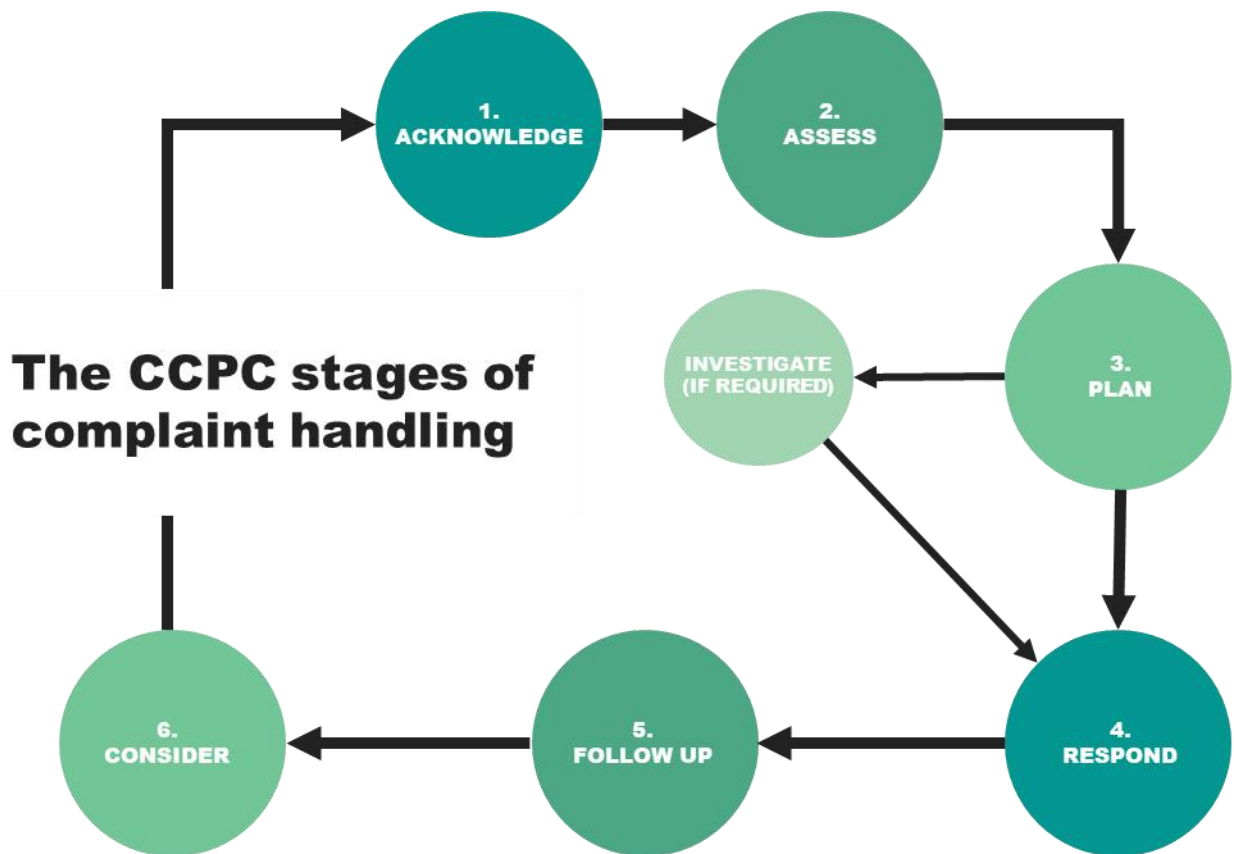 1.
ACKNOWLEDGE
2.
ASSESS
The CCPC stages of
complaint handling
INVESTIGATE
(IF REQUIRED)
3.
PLAN
4.
RESPOND
5.
FOLLOW UP
6.
CONSIDER